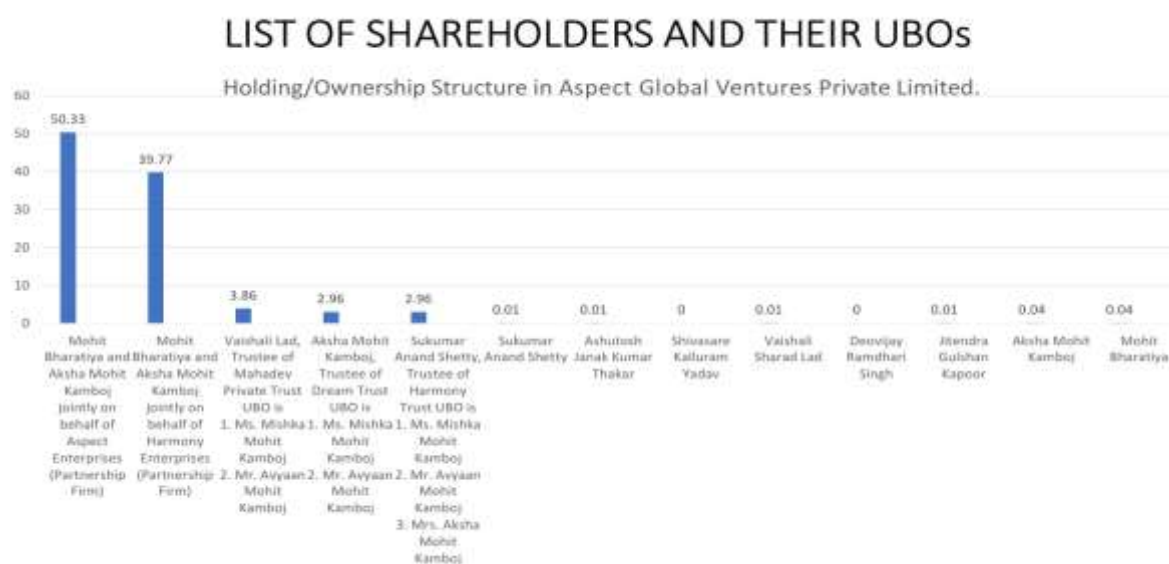 LIST OF SHAREHOLDERS AND THEIR UBOs
Holding/Ownership Structure in Aspect Global Ventures Private Limited.
60
50
40
30
20
10
0
50.33
39.77
3.86
2.96
2.96
0.01
0.01
0
0.01
0
0.01
0.04
0.04
Mohit
Bharatiya and
Aksha Mohit
Kamboj
jointly on
behalf of
Aspect
Enterprises
(Partnership
Firm)
Mohit
Bharatiya and
Aksha Mohit
Kamboj
jointly on
behalf of
Harmony
Enterprises
(Partnership
Firm)
Vaishali Lad,
Trustee of
Mahadev
Private Trust
UBO is
1. Ms. Mishka
Mohit
Kamboj
2. Mr. Avyaan
Mohit
Kamboj
Aksha Mohit
Kamboj,
Trustee of
Dream Trust
UBO is
1. Ms. Mishka
Mohit
Kamboj
2. Mr. Avyaan
Mohit
Kamboj
Sukumar
Anand Shetty,
Trustee of
Harmony
Trust UBO is
1. Ms. Mishka
Mohit
Kamboj
2. Mr. Avyaan
Mohit
Kamboj
3. Mrs. Aksha
Mohit
Kamboj
Sukumar
Anand Shetty
Ashutosh
Janak Kumar
Thakar
Shivasare
Kalluram
Yadav
Vaishali
Sharad Lad
Deovijay
Ramdhari
Singh
Jitendra
Gulshan
Kapoor
Aksha Mohit
Kamboj
Mohit
Bharatiya